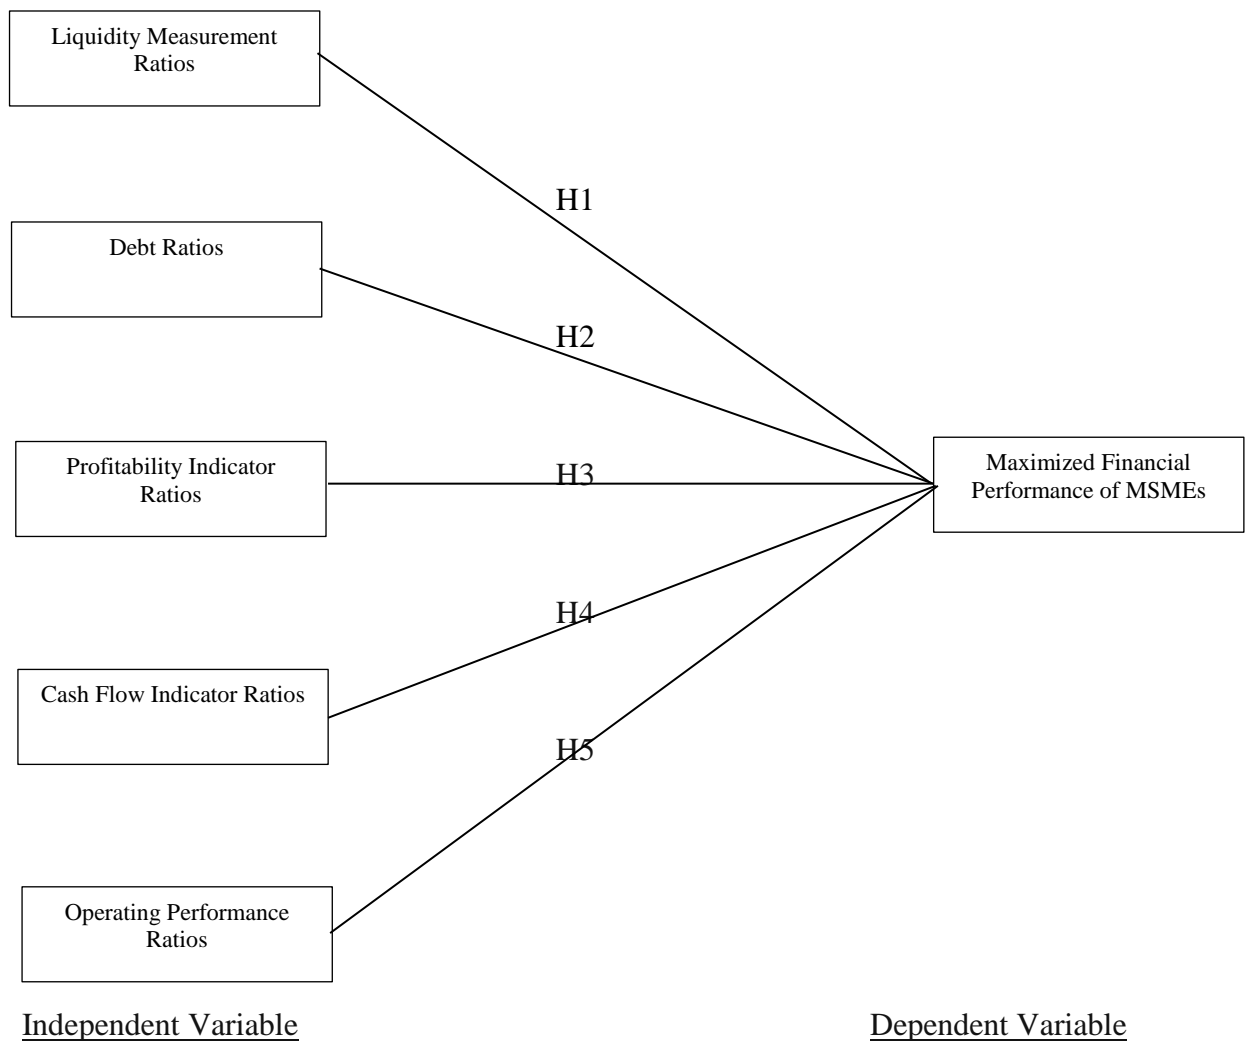 Liquidity Measurement
Ratios
H1
Debt Ratios
H2
Profitability Indicator
Ratios
H3
Maximized Financial
Performance of MSMEs
H4
Cash Flow Indicator Ratios
H5
Operating Performance
Ratios
Independent Variable
Dependent Variable